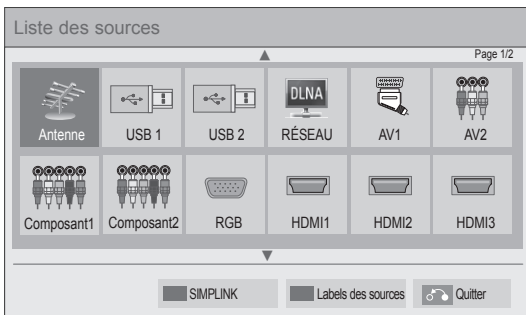 Liste des sources
Page 1/2
Antenne USB 1 USB 2 DLNA RÉSEAU AV1 AV2
Composant1 Composant2 RGB HDMI1 HDMI2 HDMI3
SIMPLINK Labels des sources Quitter